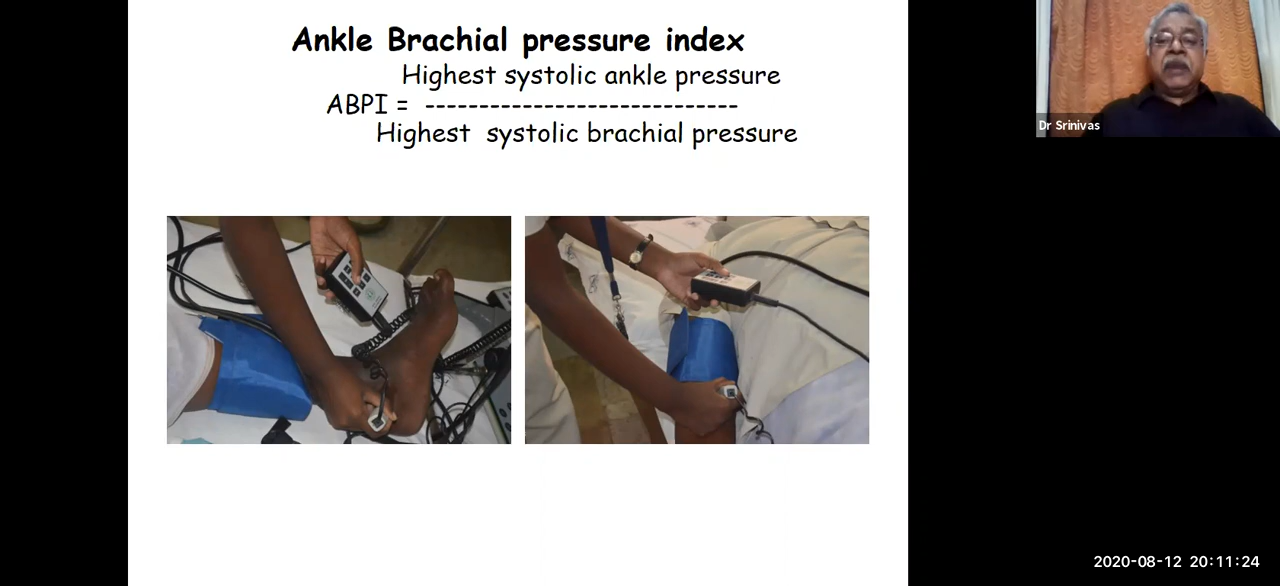 Ankle Brachial pressure index
Highest systolic ankle pressure
ABPI = -----------------------------
Highest systolic brachial pressure
Dr Srinivas
2020-08-12 20:11:24